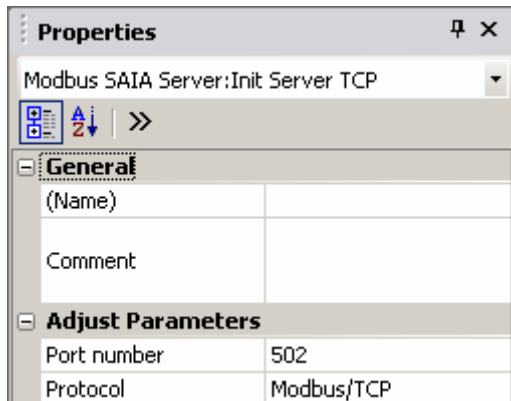 Properties
Modbus SAIA Server:Init Server TCP
General
(Name)
Comment
Adjust Parameters
Port number 502
Protocol Modbus/TCP